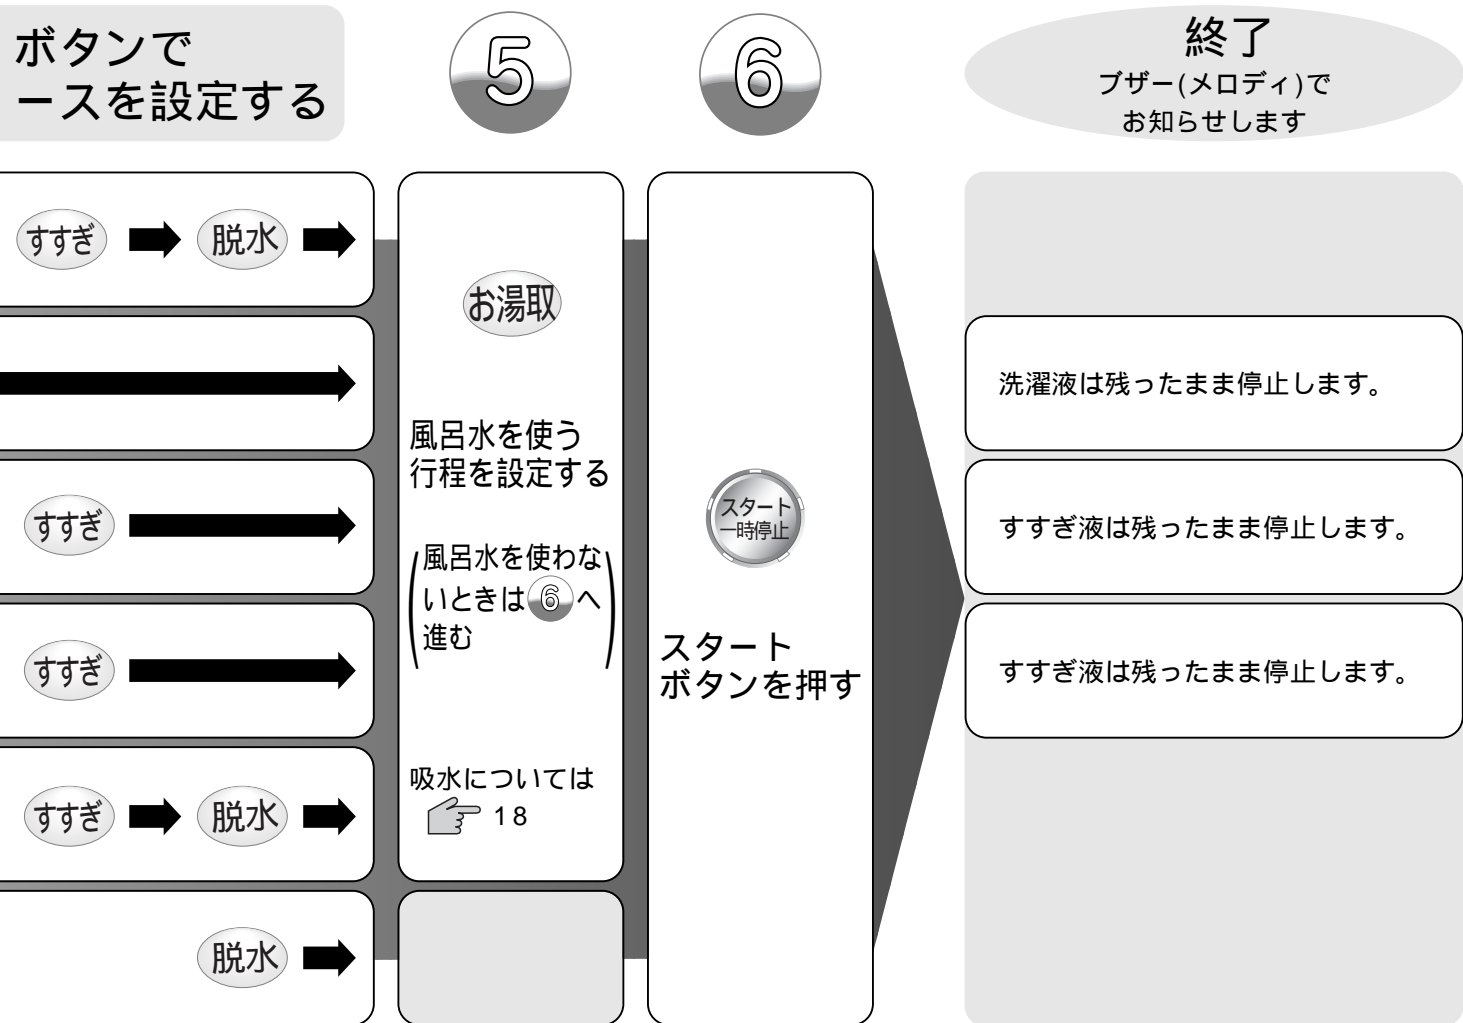 ボタンで
ースを設定する
5
6
終了
ブザー(メロディ)で
お知らせします
すすぎ
脱水
すすぎ
すすぎ
すすぎ
脱水
脱水
お湯取
風呂水を使う
行程を設定する
風呂水を使わな
いときは6へ
進む
吸水については
18
スタート
一時停止
スタート
ボタンを押す
洗濯液は残ったまま停止します。
すすぎ液は残ったまま停止します。
すすぎ液は残ったまま停止します。